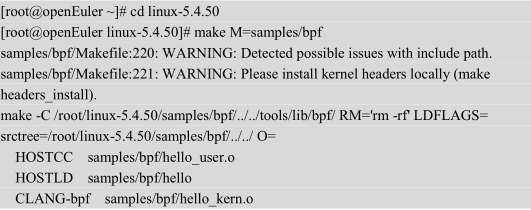 [root@openEuler ~]# cd linux-5.4.50
[root@openEuler linux-5.4.50]# make M=samples/bpf
samples/bpf/Makefile:220: WARNING: Detected possible issues with include path.
samples/bpf/Makefile:221: WARNING: Please install kernel headers locally (make
headers_install).
make -C /root/linux-5.4.50/samples/bpf/../../tools/lib/bpf/ RM='rm -rf' LDFLAGS=
srctree=/root/linux-5.4.50/samples/bpf/../../ O=
HOSTCC samples/bpf/hello_user.o
HOSTLD samples/bpf/hello
CLANG-bpf samples/bpf/hello_kern.o